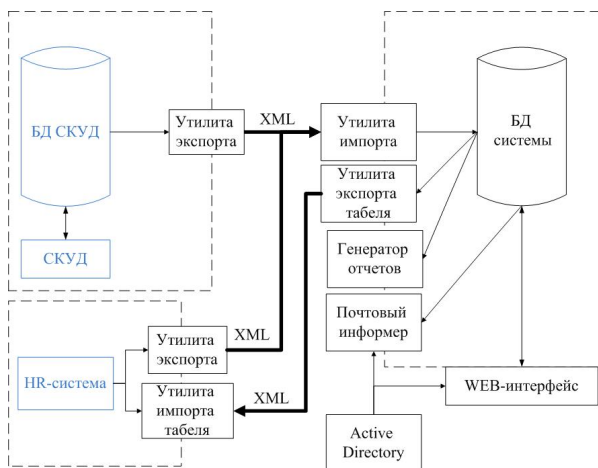 БД СКУД
СКУД
Утилита
экспорта
XML
Утилита
импорта
БД
системы
Утилита
экспорта
табеля
Генератор
отчетов
Почтовый
информер
HR-система
Утилита
экспорта
XML
Утилита
импорта
табеля
XML
WEB-интерфейс
Active
Directory